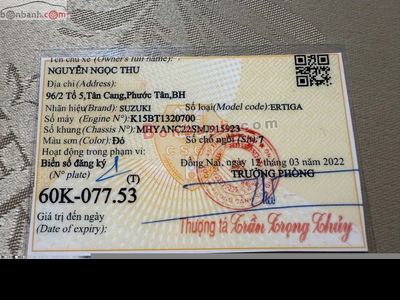 bonbanh.com
Tên chủ xe (Owner's full name):
NGUYỄN NGỌC THU
Địa chỉ (Address):
96/2 Tổ 5,Tân Cang,Phước Tân,BH
Nhãn hiệu(Brand): SUZUKI Số loại(Model code): ERTIGA
Số máy (Engine N°): K15BT1320700
Số khung (Chassis N°): MHYANC22SMJ915923
Màu sơn (Color): Đỏ Số chỗ ngồi (Sit): 7
Hoạt động trong phạm vi:
Biển số đăng ký Đồng Nai, ngày 17 tháng 03 năm 2022
(N° plate) (T) TRƯỞNG PHÒNG
60K-077.53
Giá trị đến ngày
(Date of expiry): Thượng tá Trần Trọng Thủy